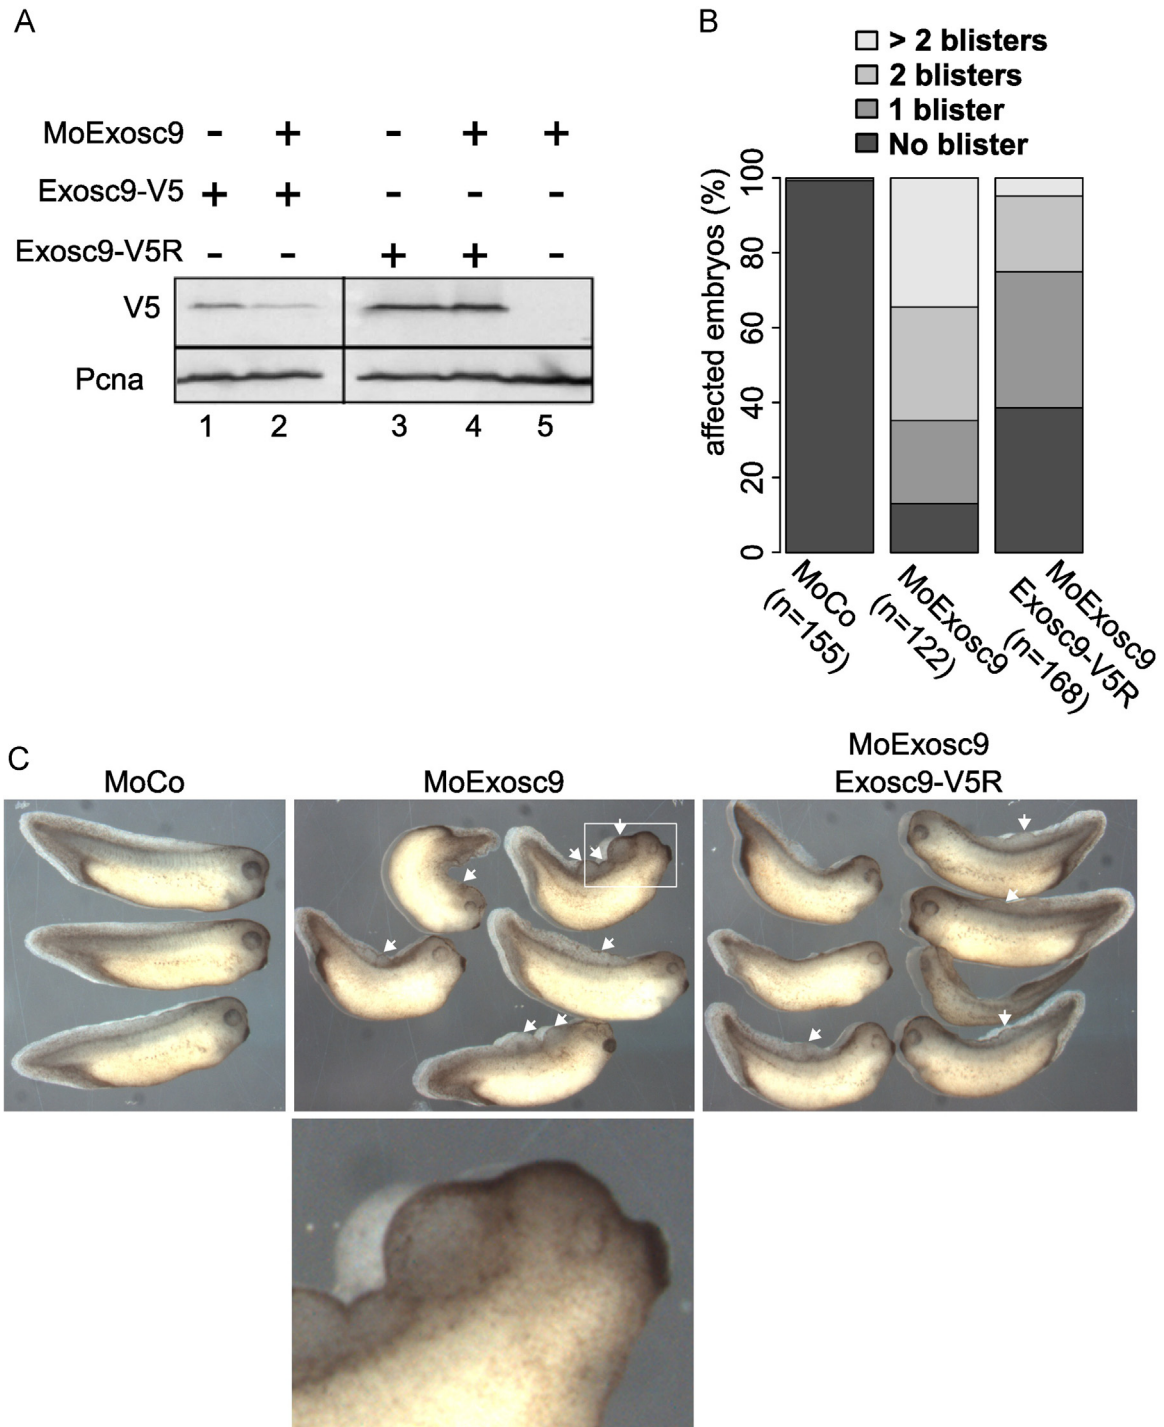 A
MoExosc9 - + - + +
Exosc9-V5 + + - - -
Exosc9-V5R - - + + -
V5
Pcna
1 2 3 4 5
B
> 2 blisters
2 blisters
1 blister
No blister
affected embryos (%)
100
80
60
40
20
0
MoCo
(n=155)
MoExosc9
(n=122)
MoExosc9
Exosc9-V5R
(n=168)
C
MoCo
MoExosc9
MoExosc9
Exosc9-V5R